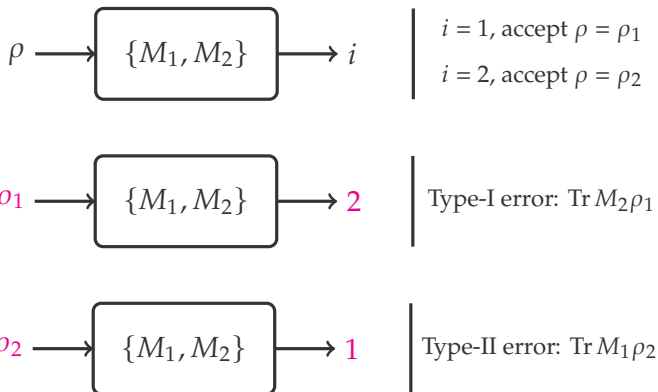 ρ {M₁, M₂} i
i = 1, accept ρ = ρ₁
i = 2, accept ρ = ρ₂
ρ₁ {M₁, M₂} 2 Type-I error: Tr M₂ρ₁
ρ₂ {M₁, M₂} 1 Type-II error: Tr M₁ρ₂